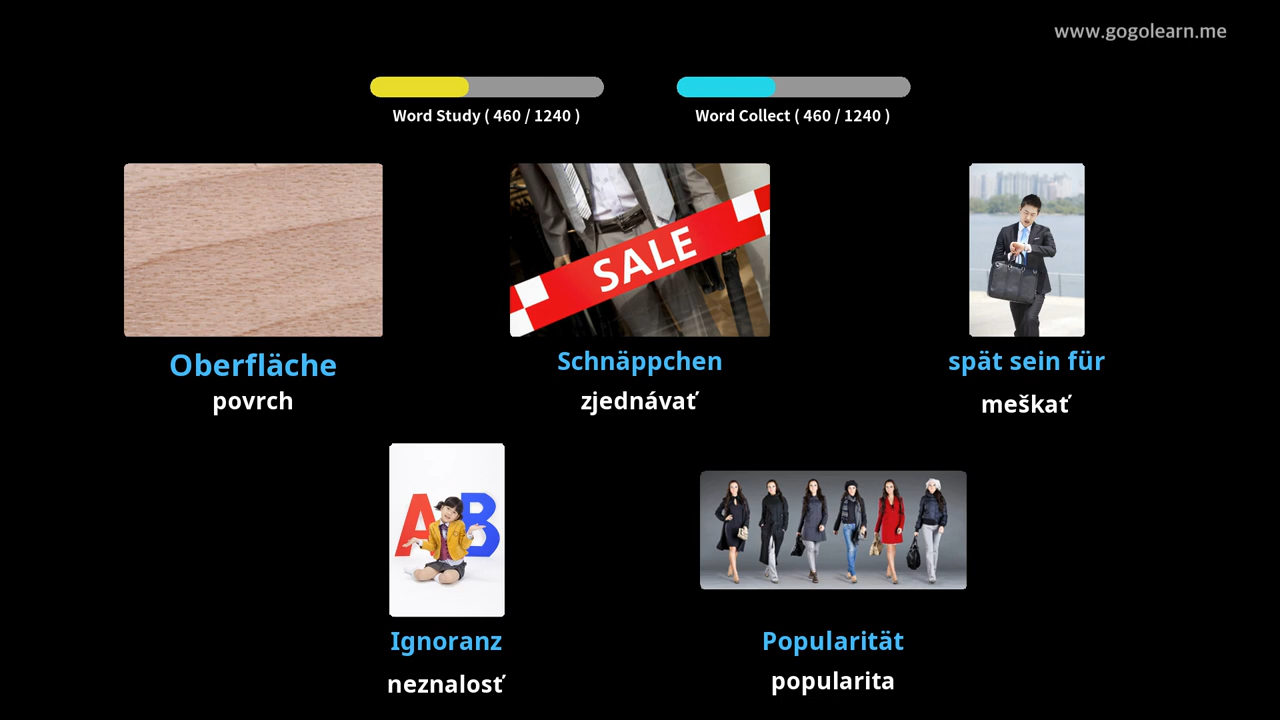 www.gogolearn.me
Word Study ( 460 / 1240 )
Word Collect ( 460 / 1240 )
SALE
Oberfläche
povrch
Schnäppchen
zjednávať
spät sein für
meškať
A B
Ignoranz
neznalosť
Popularität
popularita